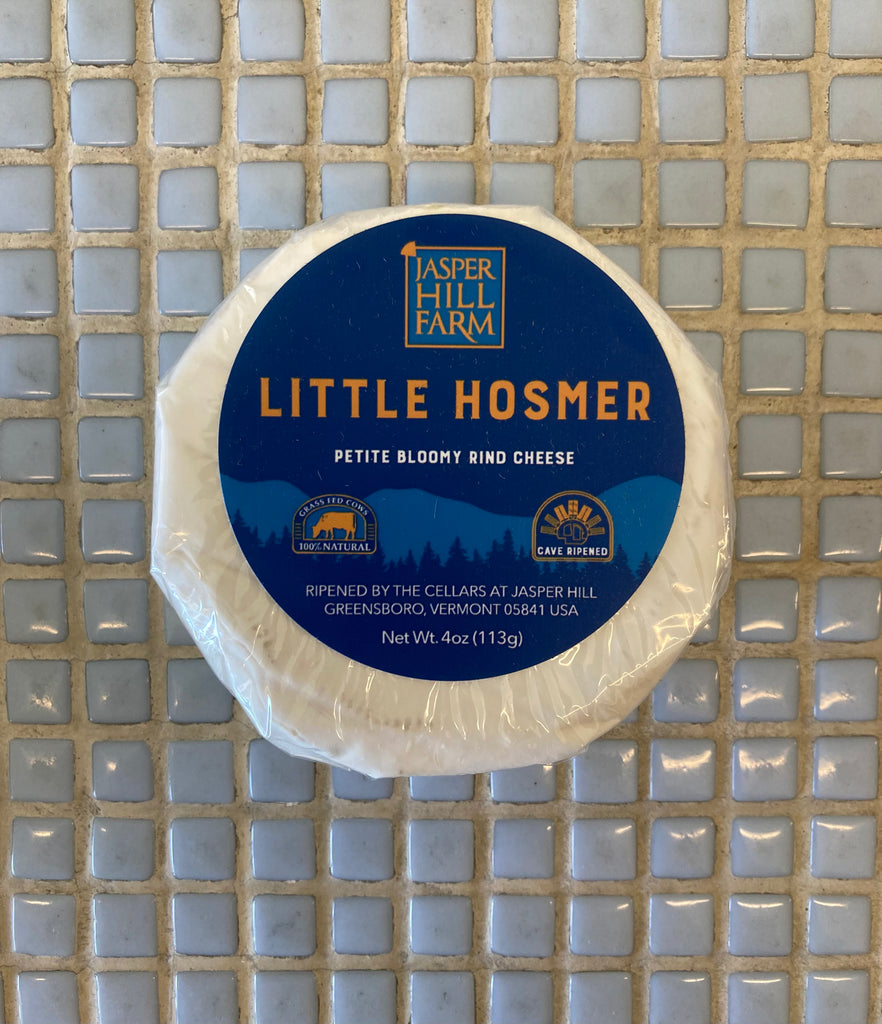 JASPER
HILL
FARM
LITTLE HOSMER
PETITE BLOOMY RIND CHEESE
GRASS FED COWS
100% NATURAL
CAVE RIPENED
RIPENED BY THE CELLARS AT JASPER HILL
GREENSBORO, VERMONT 05841 USA
Net Wt. 4oz (113g)